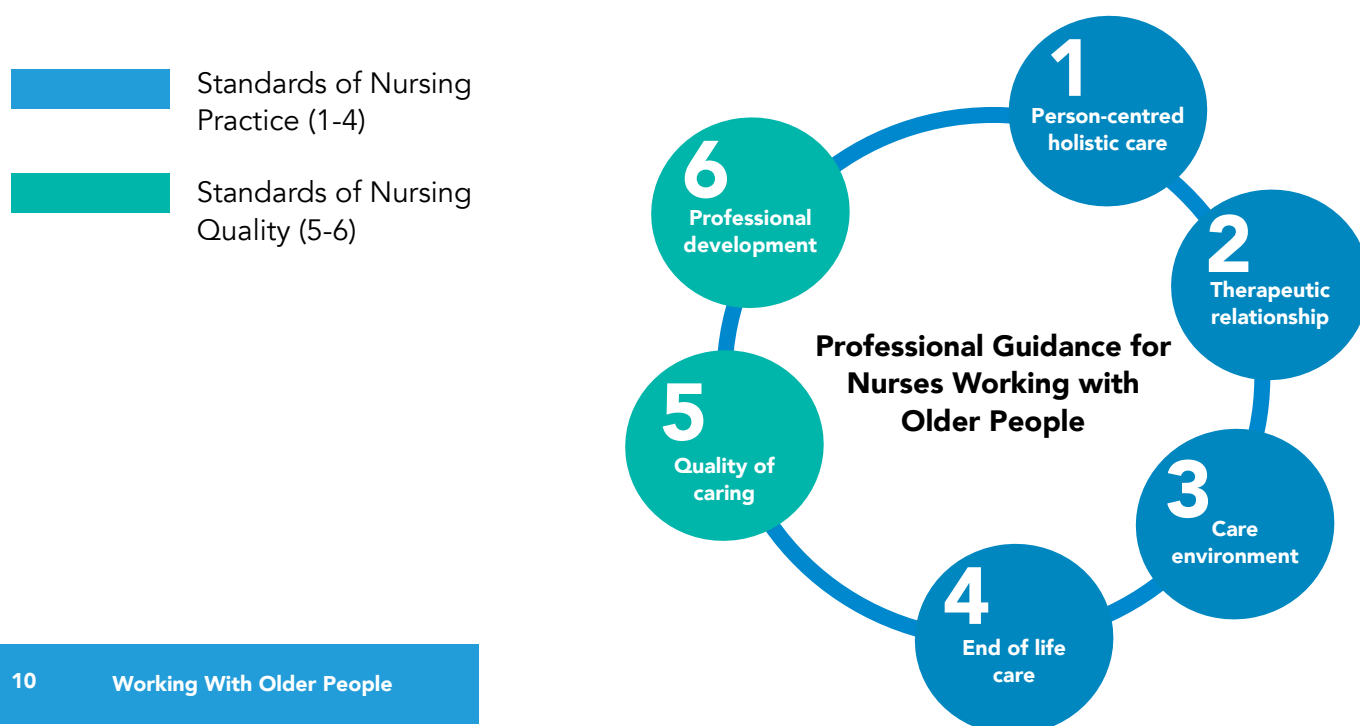 Standards of Nursing
Practice (1-4)
Standards of Nursing
Quality (5-6)
1
Person-centred
holistic care
2
Therapeutic
relationship
3
Care
environment
4
End of life
care
5
Quality of
caring
6
Professional
development
Professional Guidance for
Nurses Working with
Older People
10 Working With Older People